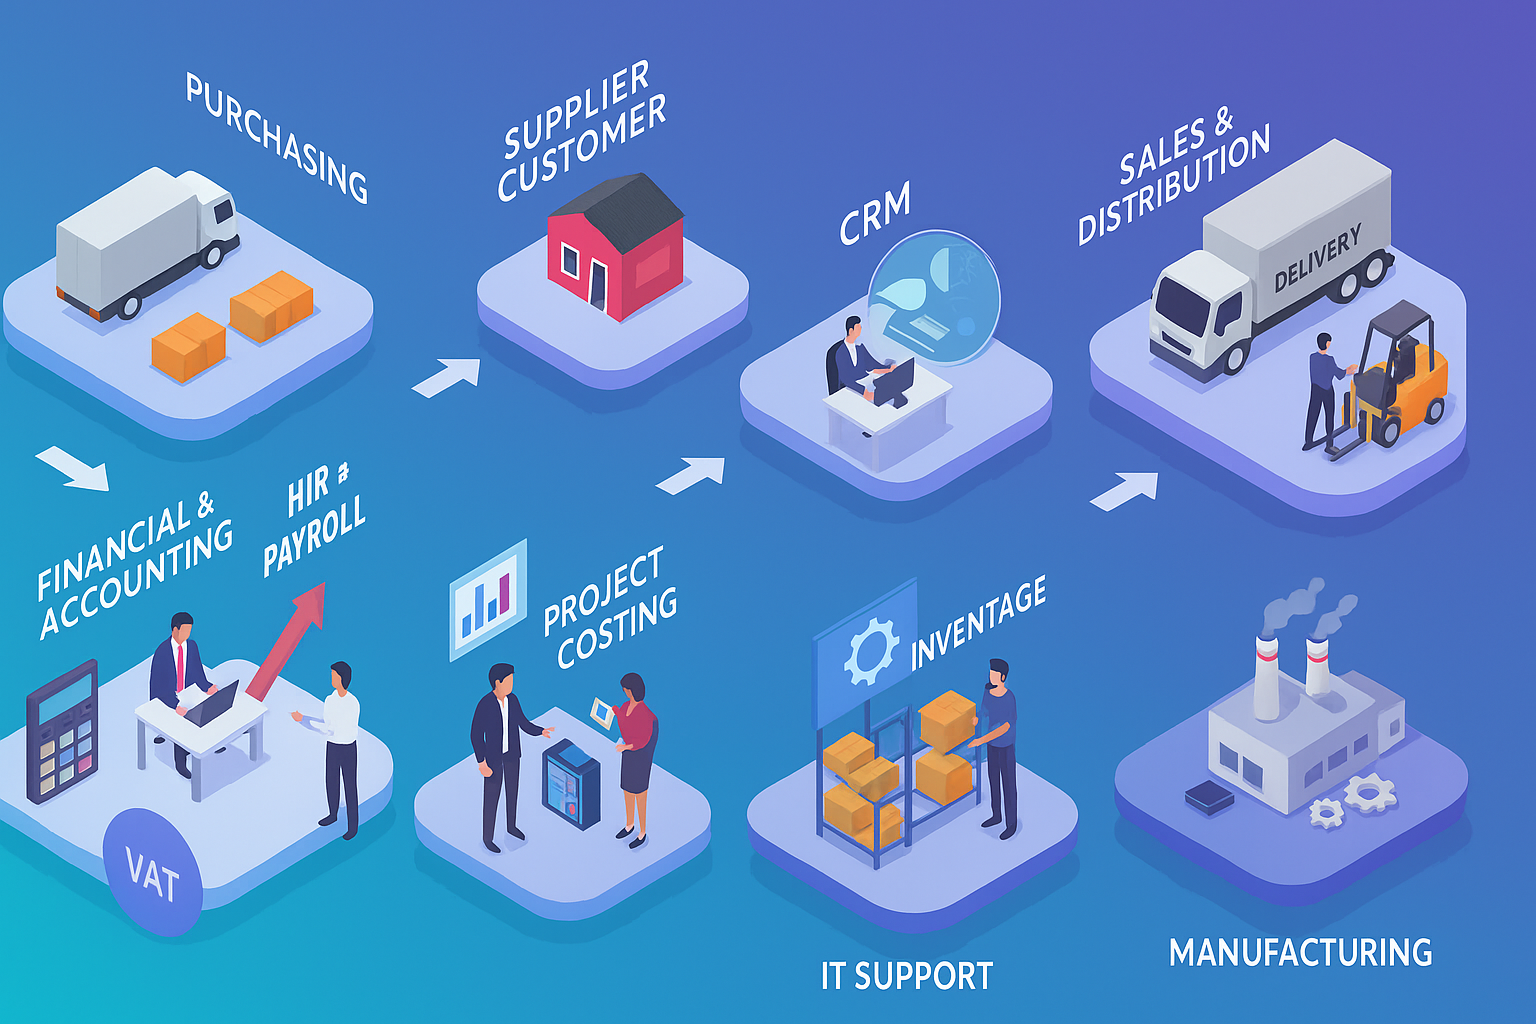 PURCHASING
SUPPLIER
CUSTOMER
CRM
SALES &
DISTRIBUTION
DELIVERY
FINANCIAL &
ACCOUNTING
HIR
PAYROLL
PROJECT
COSTING
INVENTAGE
VAT
IT SUPPORT
MANUFACTURING